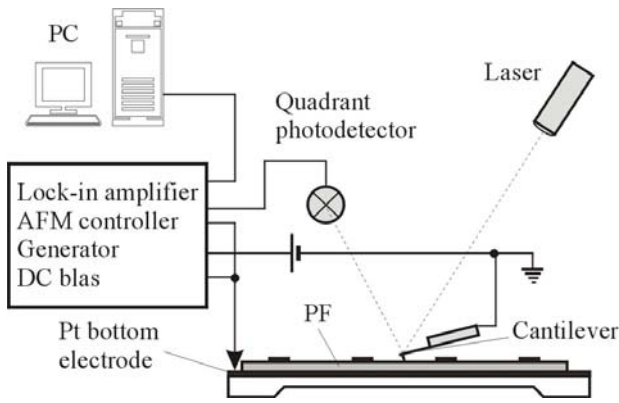 PC
Laser
Quadrant
photodetector
Lock-in amplifier
AFM controller
Generator
DC blas
PF
Cantilever
Pt bottom
electrode